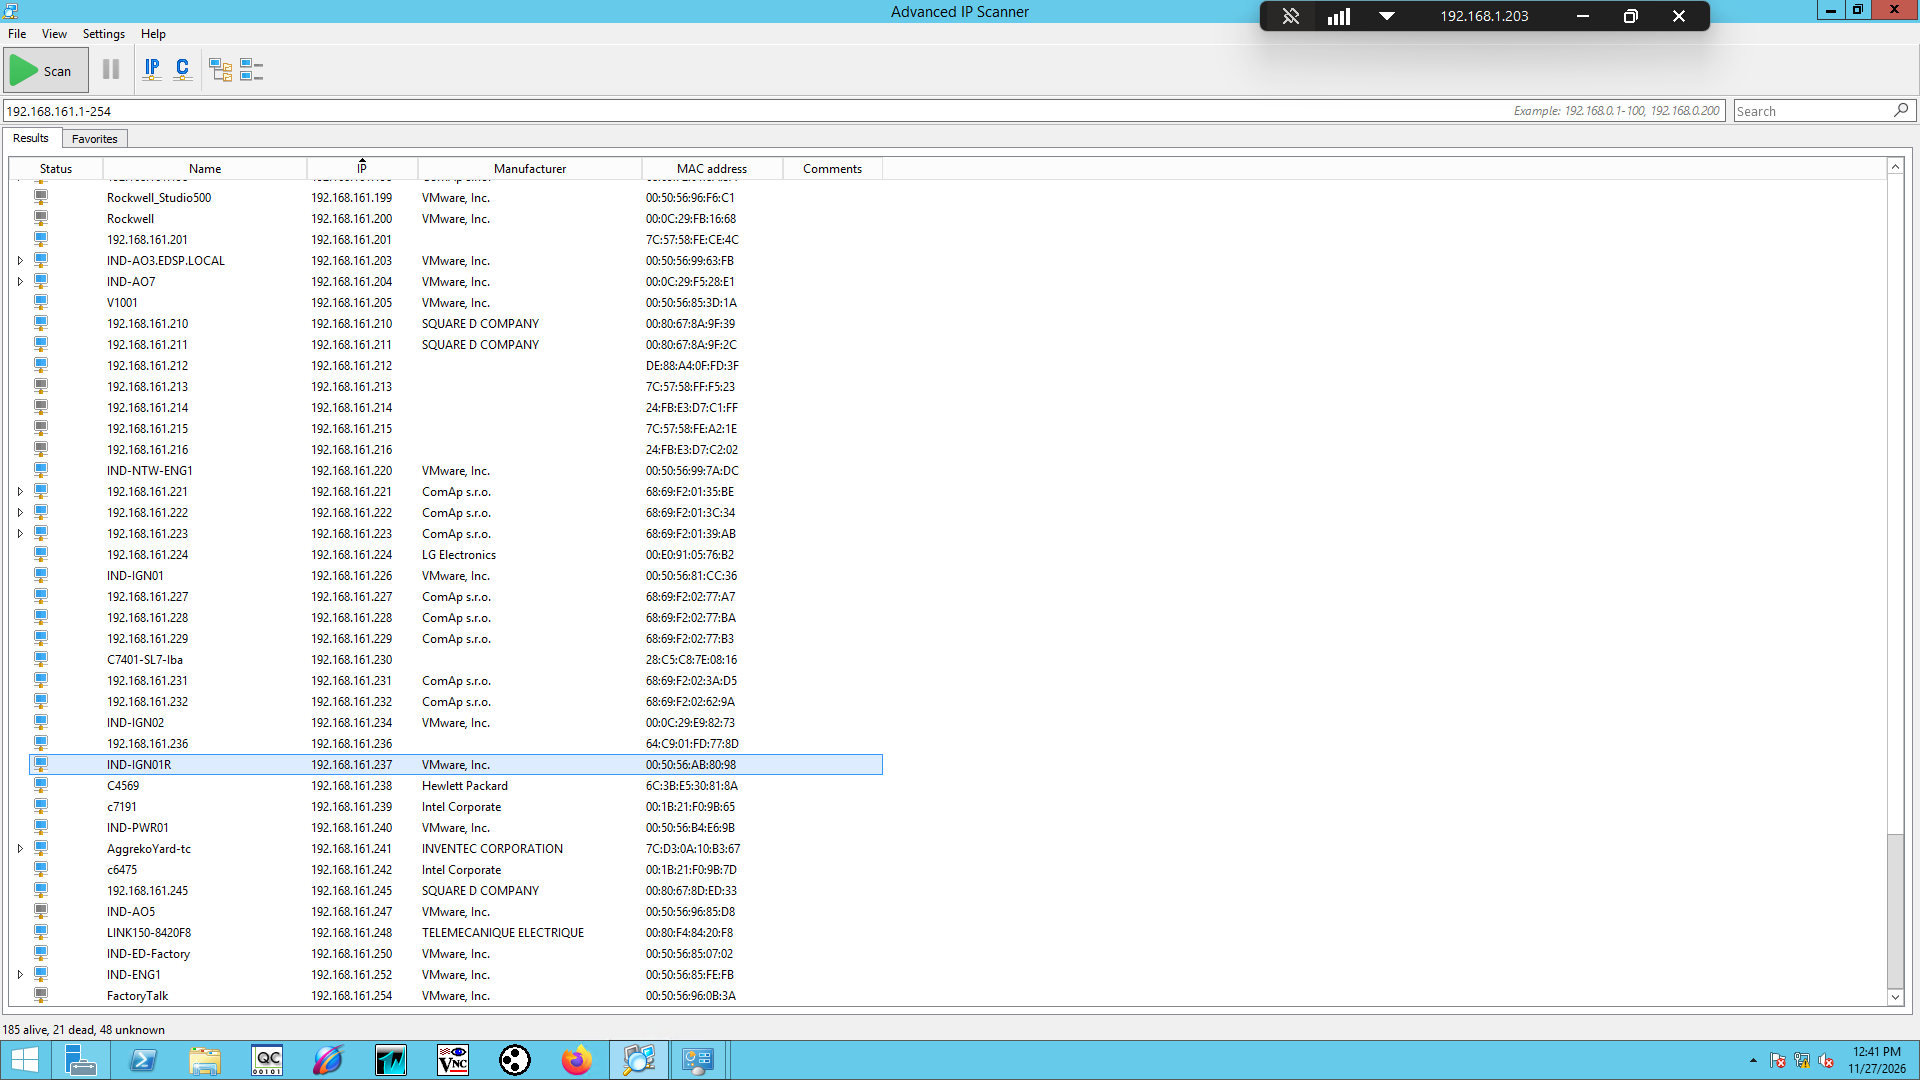 Advanced IP Scanner
192.168.1.203
File View Settings Help
Scan
IP
C
192.168.161.1-254 Example: 192.168.0.1-100, 192.168.0.200 Search
Results Favorites
Status Name IP Manufacturer MAC address Comments
Rockwell_Studio500 192.168.161.199 VMware, Inc. 00:50:56:96:F6:C1
Rockwell 192.168.161.200 VMware, Inc. 00:0C:29:FB:16:68
192.168.161.201 192.168.161.201 7C:57:58:FE:CE:4C
IND-AO3.EDSP.LOCAL 192.168.161.203 VMware, Inc. 00:50:56:99:63:FB
IND-AO7 192.168.161.204 VMware, Inc. 00:0C:29:F5:28:E1
V1001 192.168.161.205 VMware, Inc. 00:50:56:85:3D:1A
192.168.161.210 192.168.161.210 SQUARE D COMPANY 00:80:67:8A:9F:39
192.168.161.211 192.168.161.211 SQUARE D COMPANY 00:80:67:8A:9F:2C
192.168.161.212 192.168.161.212 DE:88:A4:0F:FD:3F
192.168.161.213 192.168.161.213 7C:57:58:FF:F5:23
192.168.161.214 192.168.161.214 24:FB:E3:D7:C1:FF
192.168.161.215 192.168.161.215 7C:57:58:FE:A2:1E
192.168.161.216 192.168.161.216 24:FB:E3:D7:C2:02
IND-NTW-ENG1 192.168.161.220 VMware, Inc. 00:50:56:99:7A:DC
192.168.161.221 192.168.161.221 ComAp s.r.o. 68:69:F2:01:35:BE
192.168.161.222 192.168.161.222 ComAp s.r.o. 68:69:F2:01:3C:34
192.168.161.223 192.168.161.223 ComAp s.r.o. 68:69:F2:01:39:AB
192.168.161.224 192.168.161.224 LG Electronics 00:E0:91:05:76:B2
IND-IGN01 192.168.161.226 VMware, Inc. 00:50:56:81:CC:36
192.168.161.227 192.168.161.227 ComAp s.r.o. 68:69:F2:02:77:A7
192.168.161.228 192.168.161.228 ComAp s.r.o. 68:69:F2:02:77:BA
192.168.161.229 192.168.161.229 ComAp s.r.o. 68:69:F2:02:77:B3
C7401-SL7-Iba 192.168.161.230 28:C5:C8:7E:08:16
192.168.161.231 192.168.161.231 ComAp s.r.o. 68:69:F2:02:3A:D5
192.168.161.232 192.168.161.232 ComAp s.r.o. 68:69:F2:02:62:9A
IND-IGN02 192.168.161.234 VMware, Inc. 00:0C:29:E9:82:73
192.168.161.236 192.168.161.236 64:C9:01:FD:77:8D
IND-IGN01R 192.168.161.237 VMware, Inc. 00:50:56:AB:80:98
C4569 192.168.161.238 Hewlett Packard 6C:3B:E5:30:81:8A
c7191 192.168.161.239 Intel Corporate 00:1B:21:F0:9B:65
IND-PWR01 192.168.161.240 VMware, Inc. 00:50:56:B4:E6:9B
AggrekoYard-tc 192.168.161.241 INVENTEC CORPORATION 7C:D3:0A:10:B3:67
c6475 192.168.161.242 Intel Corporate 00:1B:21:F0:9B:7D
192.168.161.245 192.168.161.245 SQUARE D COMPANY 00:80:67:8D:ED:33
IND-AO5 192.168.161.247 VMware, Inc. 00:50:56:96:85:D8
LINK150-8420F8 192.168.161.248 TELEMECANIQUE ELECTRIQUE 00:80:F4:84:20:F8
IND-ED-Factory 192.168.161.250 VMware, Inc. 00:50:56:85:07:02
IND-ENG1 192.168.161.252 VMware, Inc. 00:50:56:85:FE:FB
FactoryTalk 192.168.161.254 VMware, Inc. 00:50:56:96:0B:3A
185 alive, 21 dead, 48 unknown
QC
00101
VNC
12:41 PM
11/27/2026